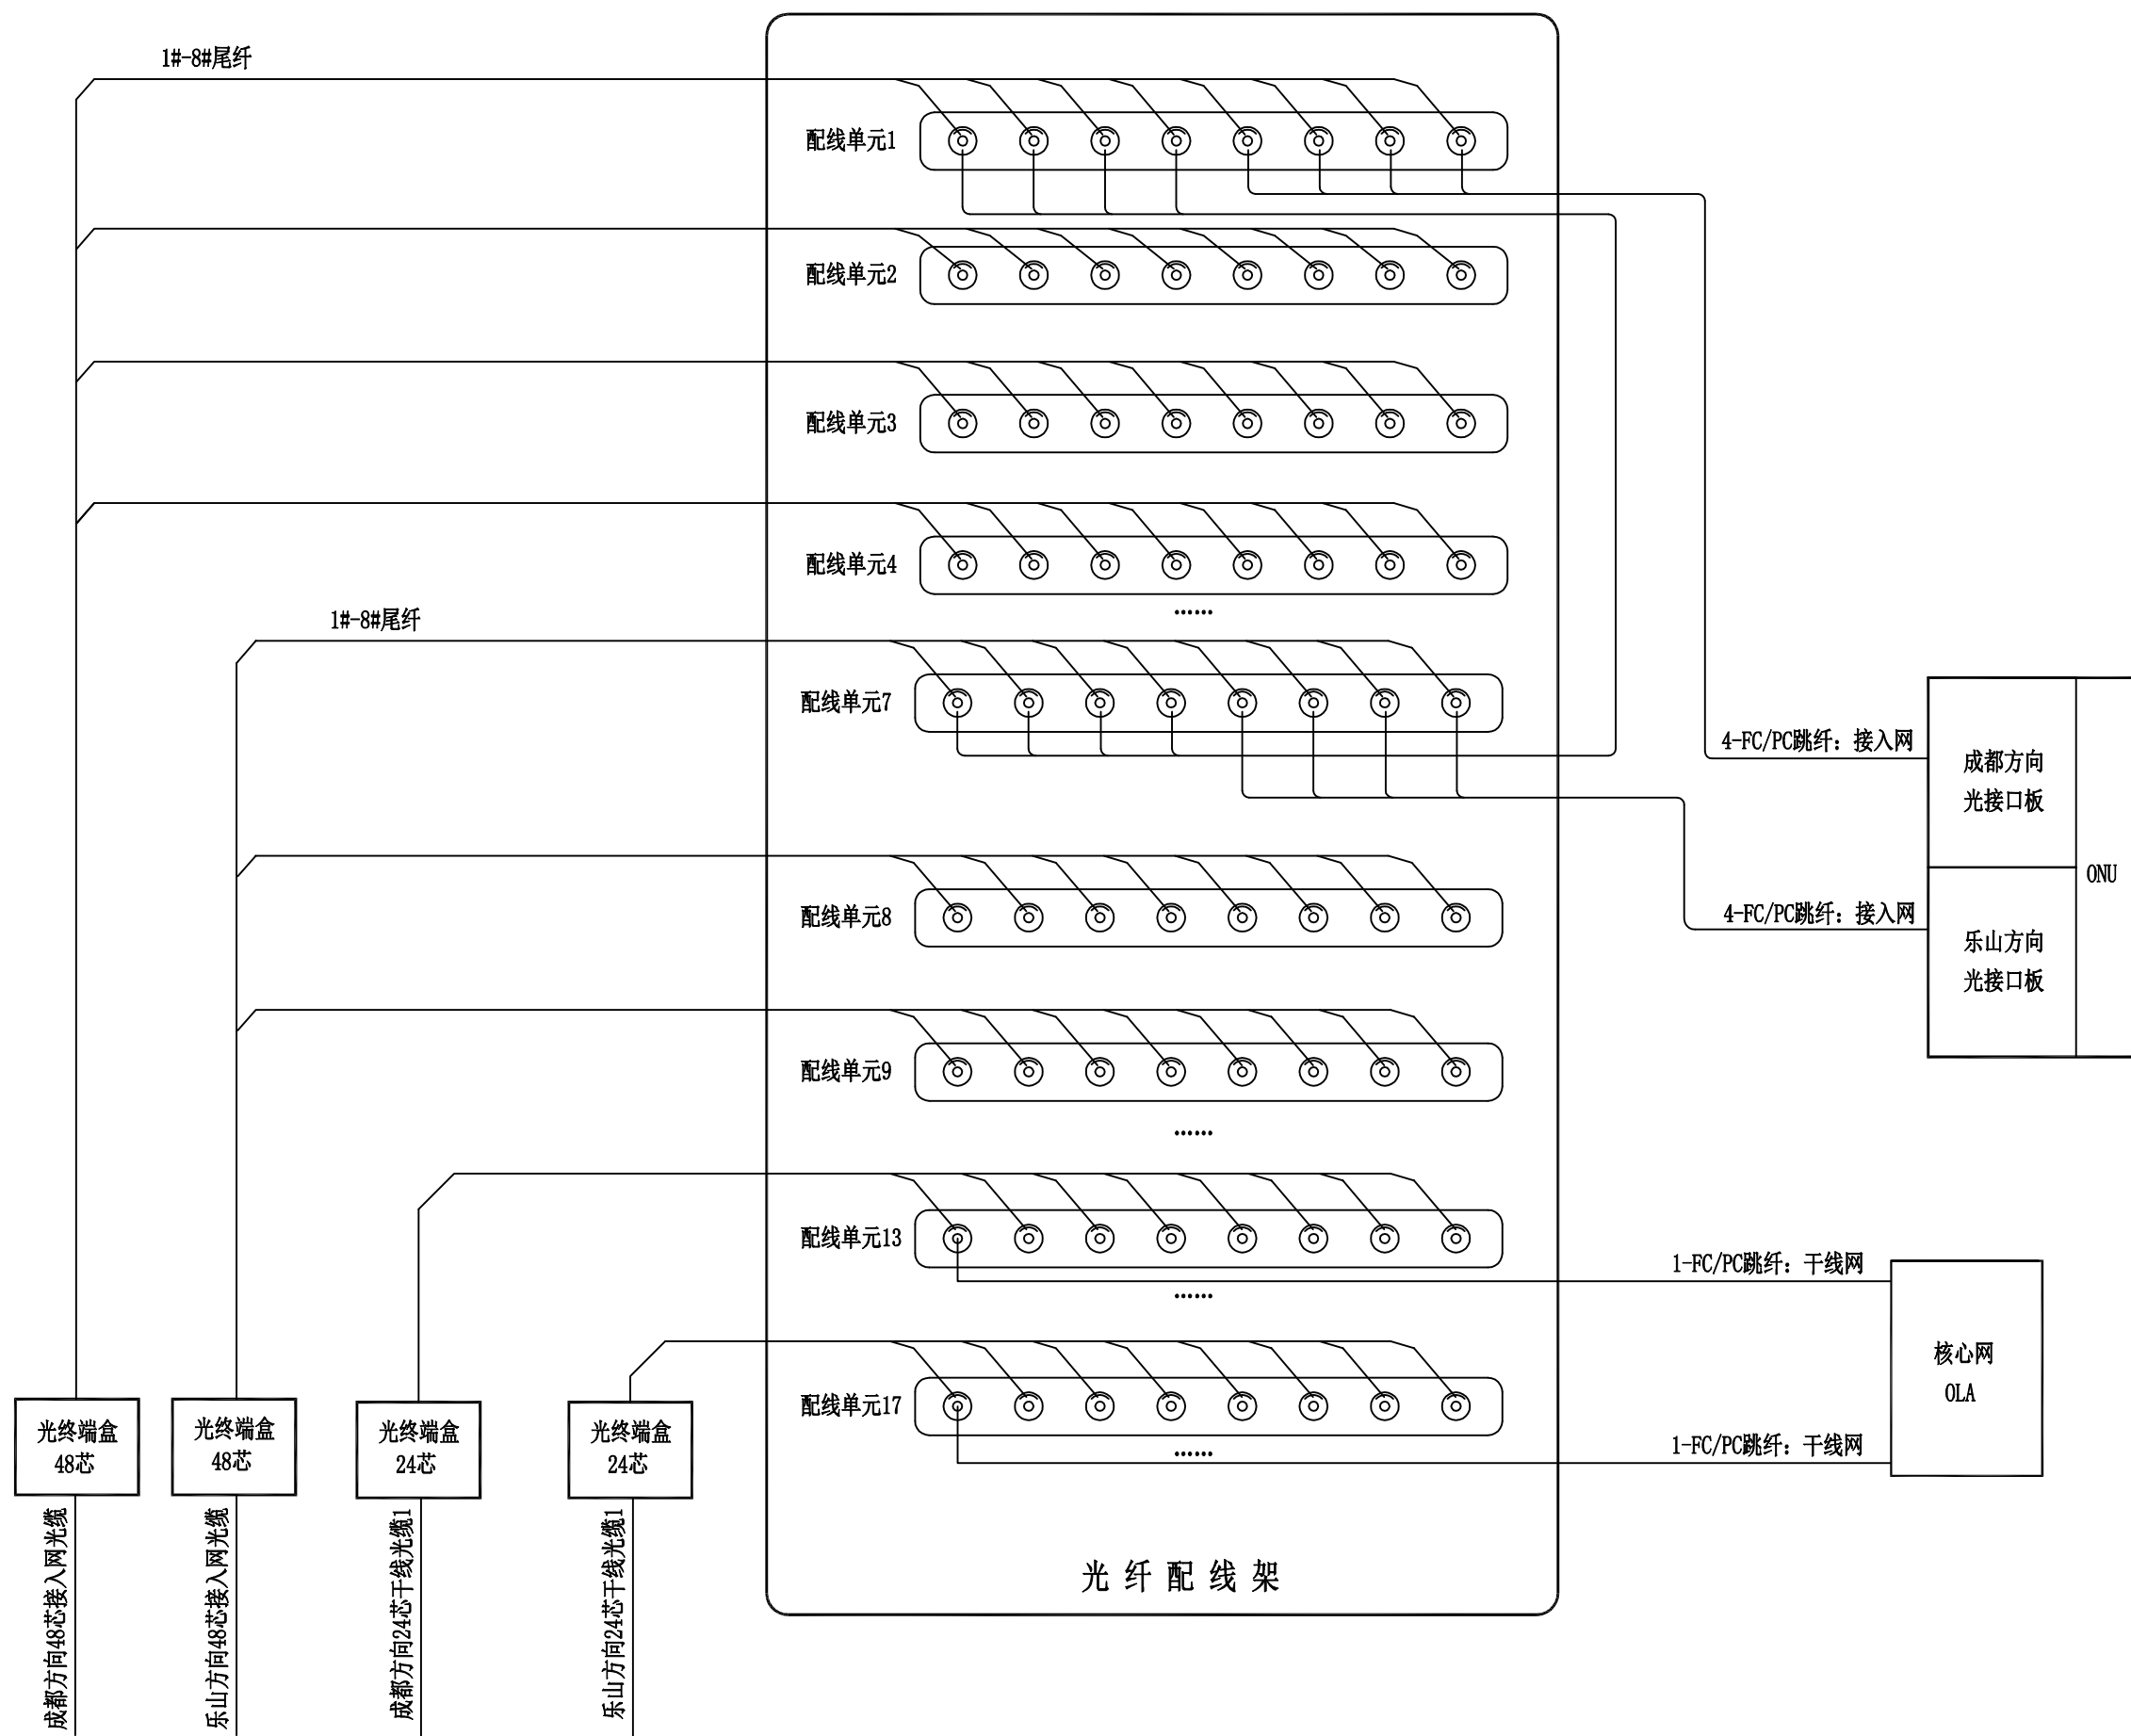 1#-8#尾纤
配线单元1
配线单元2
配线单元3
配线单元4
……
1#-8#尾纤
配线单元7
4-FC/PC跳纤：接入网
成都方向
光接口板
ONU
配线单元8
4-FC/PC跳纤：接入网
乐山方向
光接口板
配线单元9
……
配线单元13
1-FC/PC跳纤：干线网
……
核心网
OLA
配线单元17
1-FC/PC跳纤：干线网
……
光终端盒
48芯
光终端盒
48芯
光终端盒
24芯
光终端盒
24芯
成都方向48芯接入网光缆
乐山方向48芯接入网光缆
成都方向24芯干线光缆1
乐山方向24芯干线光缆1
光纤配线架